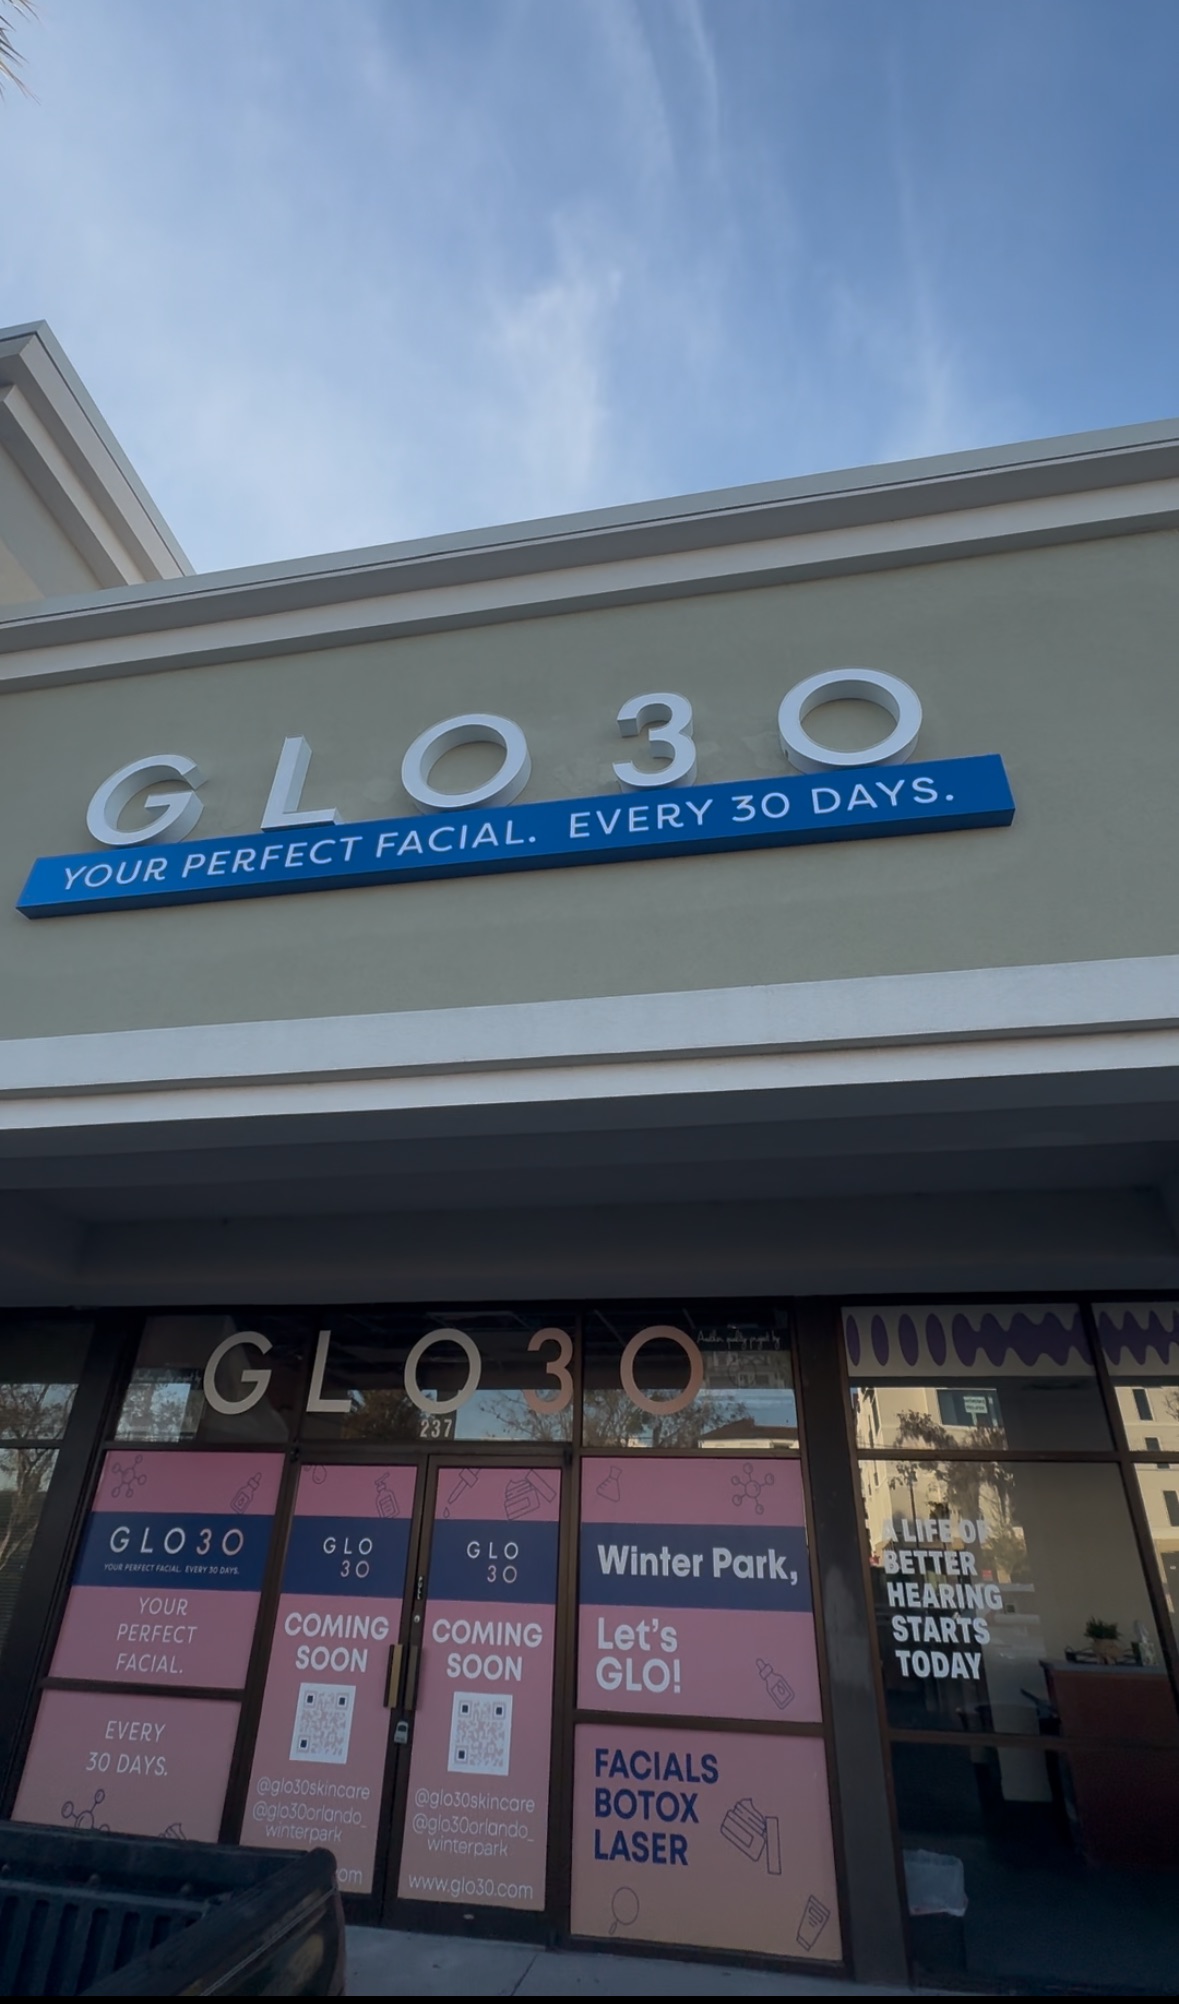 GLO30
YOUR PERFECT FACIAL. EVERY 30 DAYS.
GLO30
237
GLO30
YOUR PERFECT FACIAL. EVERY 30 DAYS.
YOUR
PERFECT
FACIAL.
EVERY
30 DAYS.
GLO
30
COMING
SOON
@glo30skincare
@glo30orlando_
winterpark
om
GLO
30
COMING
SOON
@glo30skincare
@glo30orlando_
winterpark
www.glo30.com
Winter Park,
Let's
GLO!
FACIALS
BOTOX
LASER
A LIFE OF
BETTER
HEARING
STARTS
TODAY